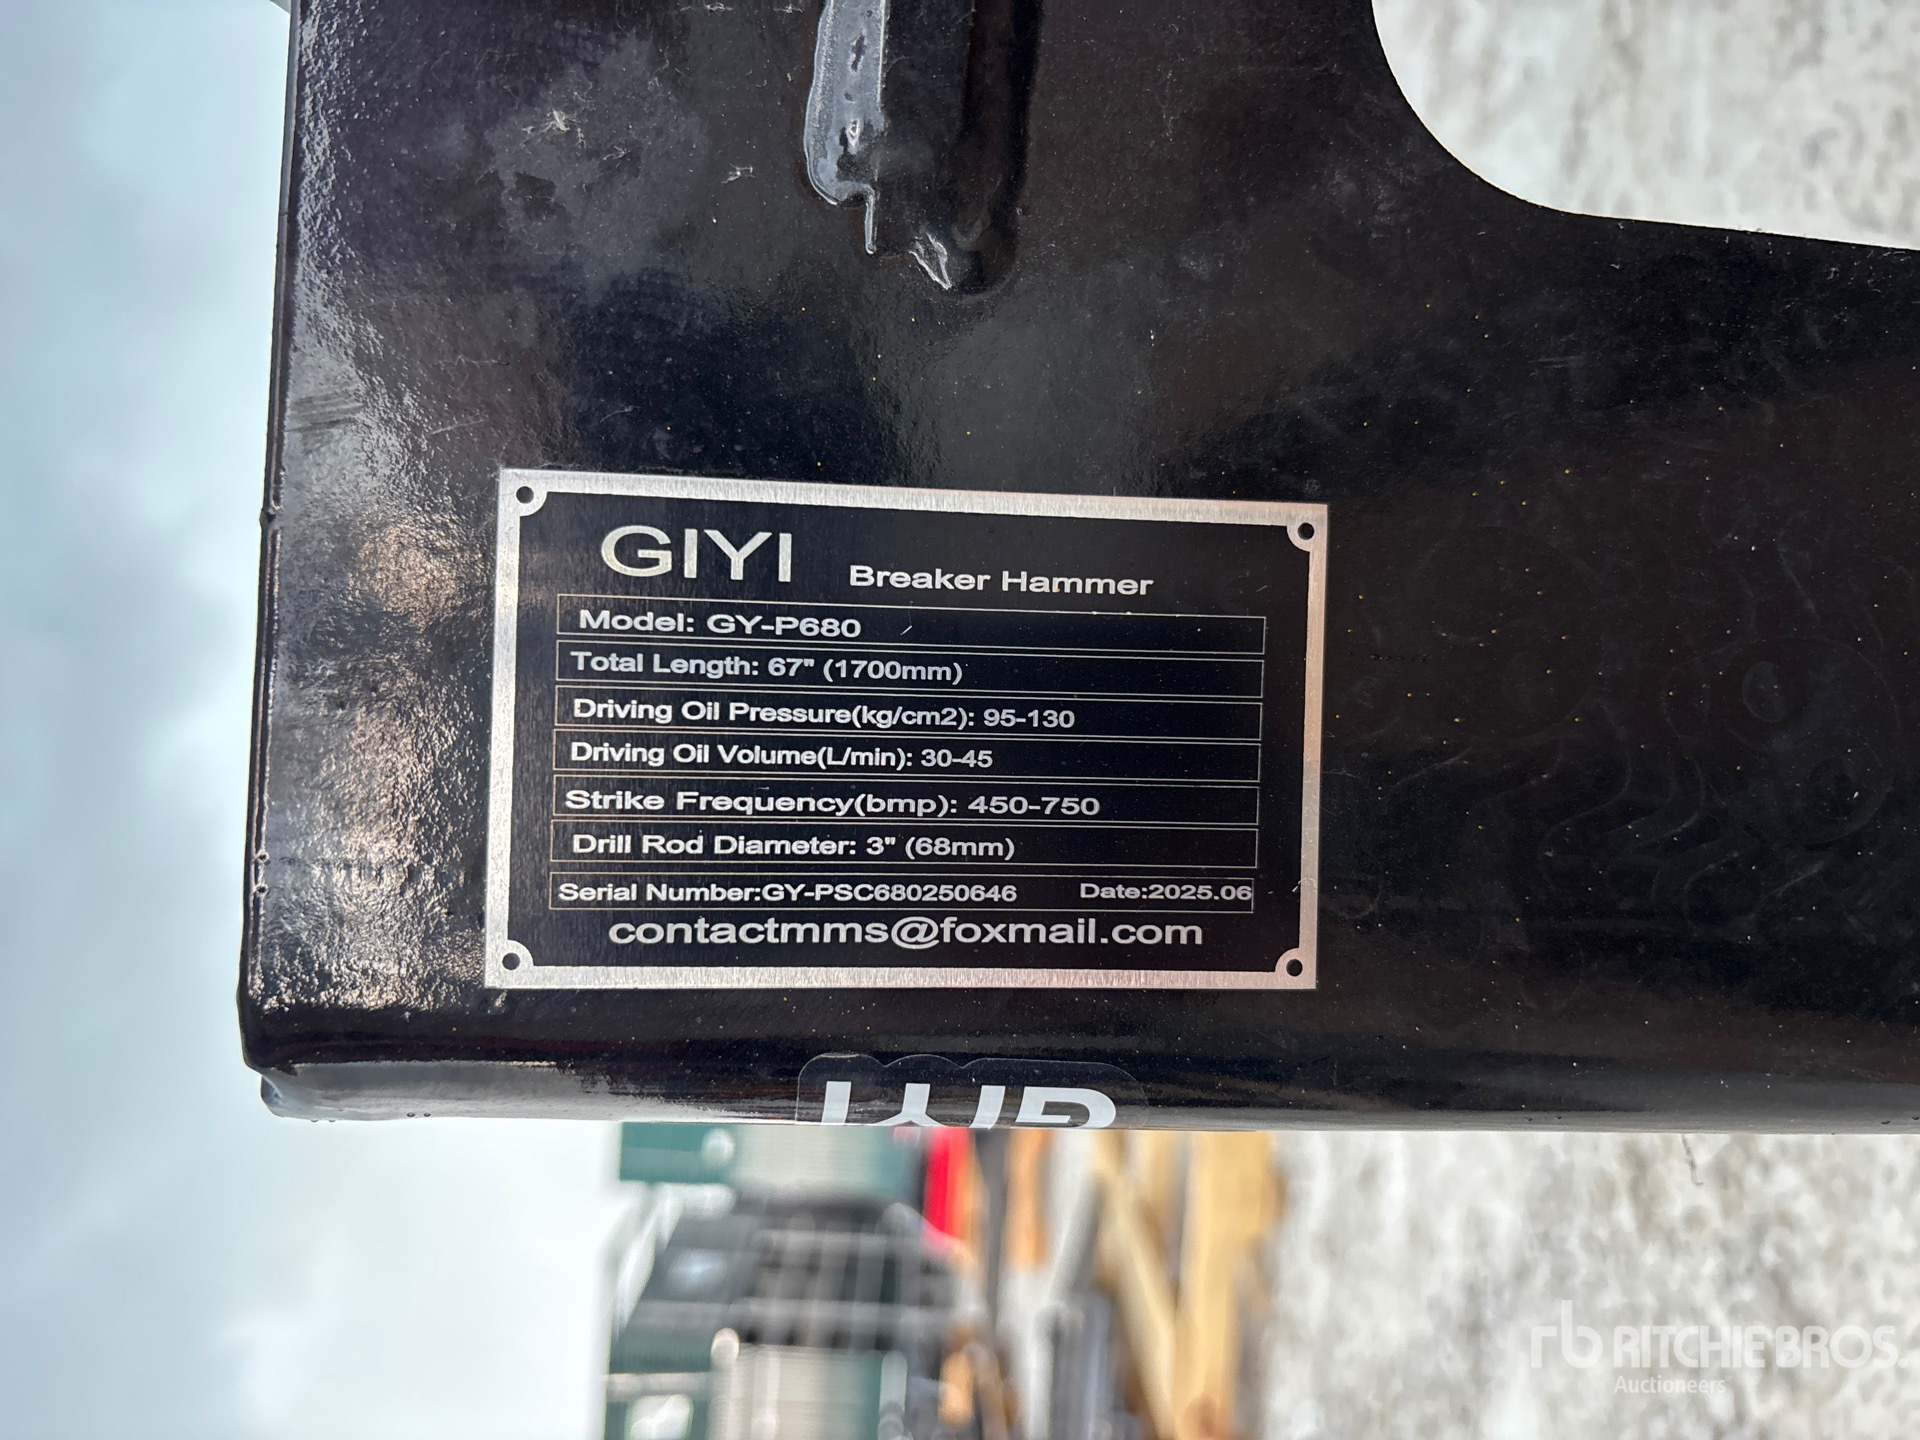 GIYI Breaker Hammer
Model: GY-P680
Total Length: 67" (1700mm)
Driving Oil Pressure(kg/cm2): 95-130
Driving Oil Volume(L/min): 30-45
Strike Frequency(bmp): 450-750
Drill Rod Diameter: 3" (68mm)
Serial Number:GY-PSC680250646 Date:2025.06
contactmms@foxmail.com
rb RITCHIE BROS.
Auctioneers